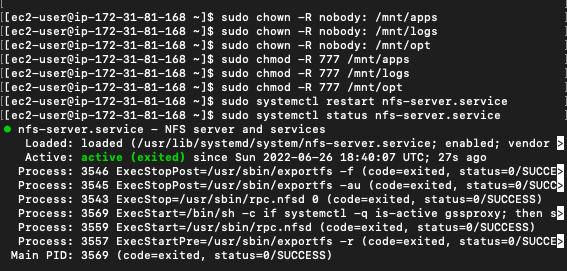 [[ec2-user@ip-172-31-81-168 ~]$ sudo chown -R nobody: /mnt/apps
[[ec2-user@ip-172-31-81-168 ~]$ sudo chown -R nobody: /mnt/logs
[[ec2-user@ip-172-31-81-168 ~]$ sudo chown -R nobody: /mnt/opt
[[ec2-user@ip-172-31-81-168 ~]$ sudo chmod -R 777 /mnt/apps
[[ec2-user@ip-172-31-81-168 ~]$ sudo chmod -R 777 /mnt/logs
[[ec2-user@ip-172-31-81-168 ~]$ sudo chmod -R 777 /mnt/opt
[[ec2-user@ip-172-31-81-168 ~]$ sudo systemctl restart nfs-server.service
[[ec2-user@ip-172-31-81-168 ~]$ sudo systemctl status nfs-server.service
● nfs-server.service - NFS server and services
Loaded: loaded (/usr/lib/systemd/system/nfs-server.service; enabled; vendor >
Active: active (exited) since Sun 2022-06-26 18:40:07 UTC; 27s ago
Process: 3546 ExecStopPost=/usr/sbin/exportfs -f (code=exited, status=0/SUCCE>
Process: 3545 ExecStopPost=/usr/sbin/exportfs -au (code=exited, status=0/SUCC>
Process: 3543 ExecStop=/usr/sbin/rpc.nfsd 0 (code=exited, status=0/SUCCESS)
Process: 3569 ExecStart=/bin/sh -c if systemctl -q is-active gssproxy; then s>
Process: 3559 ExecStart=/usr/sbin/rpc.nfsd (code=exited, status=0/SUCCESS)
Process: 3557 ExecStartPre=/usr/sbin/exportfs -r (code=exited, status=0/SUCCE>
Main PID: 3569 (code=exited, status=0/SUCCESS)